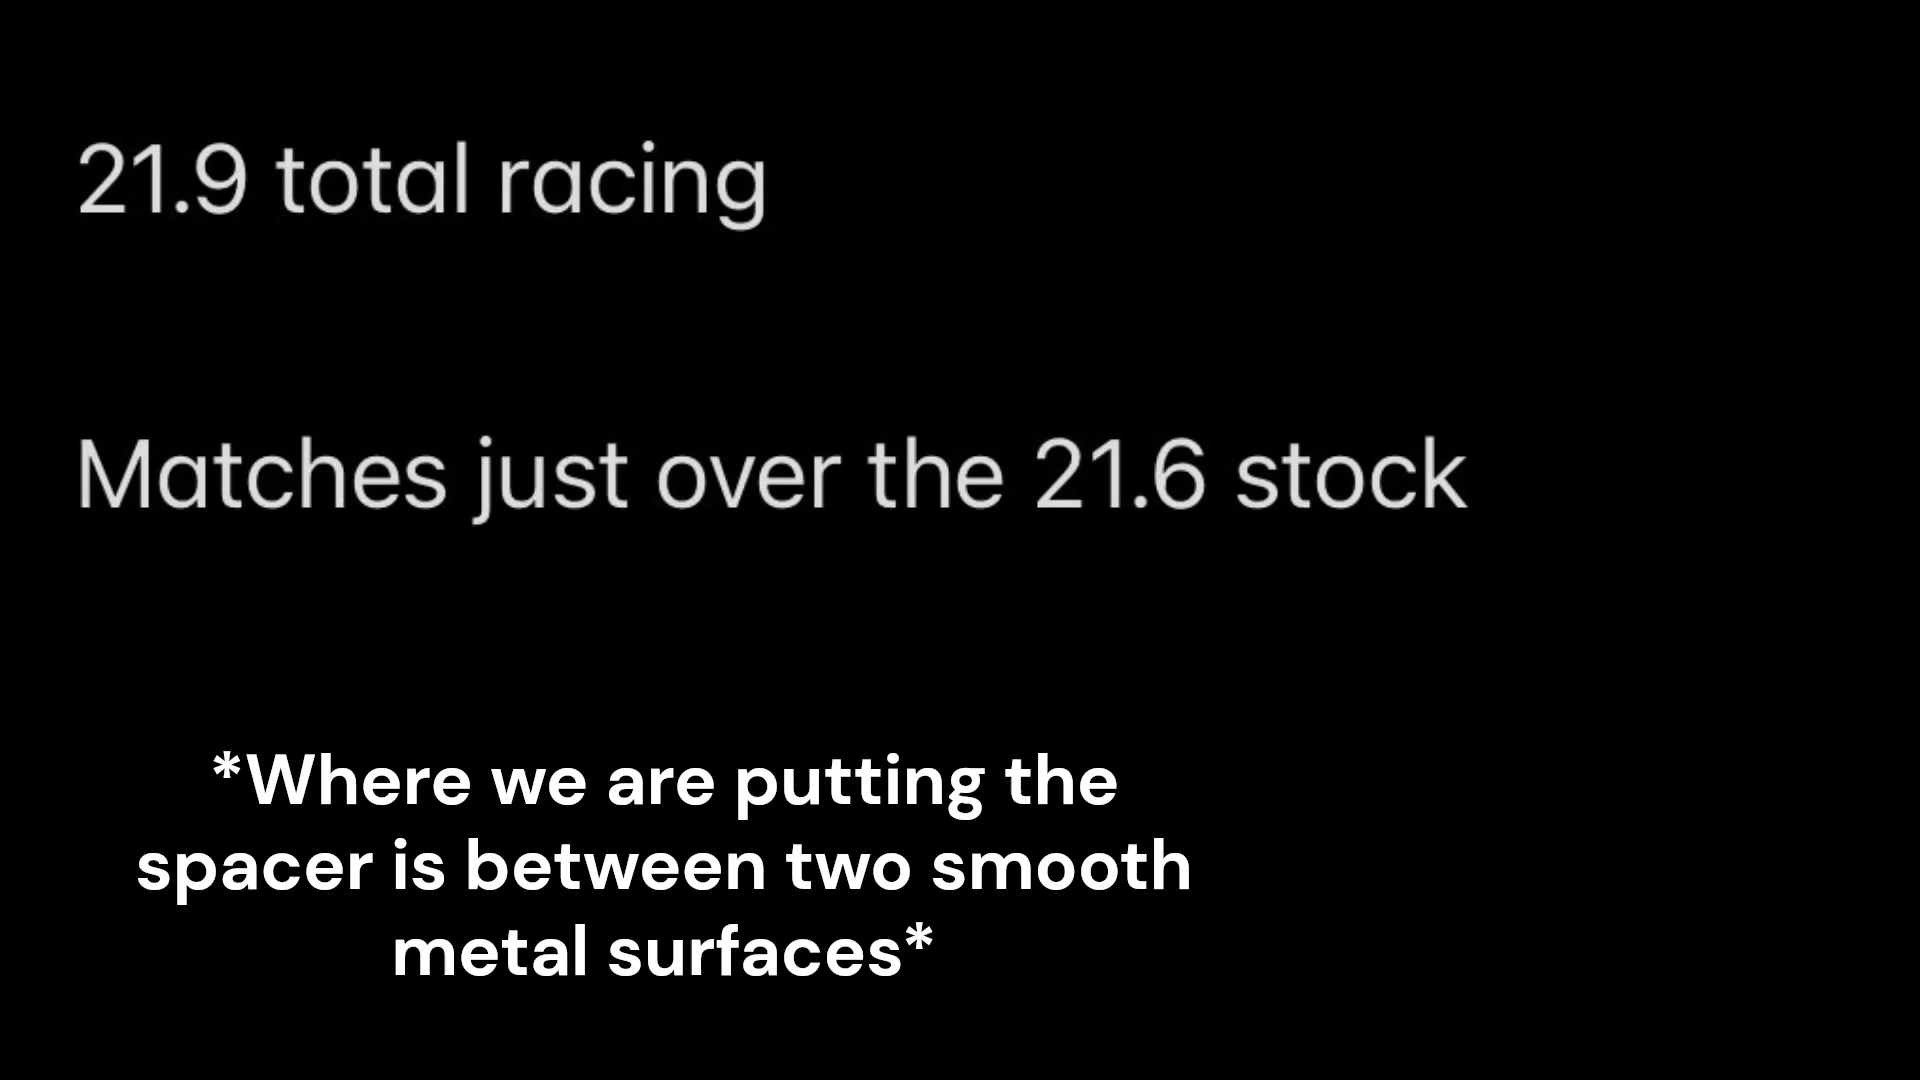 21.9 total racing
Matches just over the 21.6 stock
*Where we are putting the
spacer is between two smooth
metal surfaces*